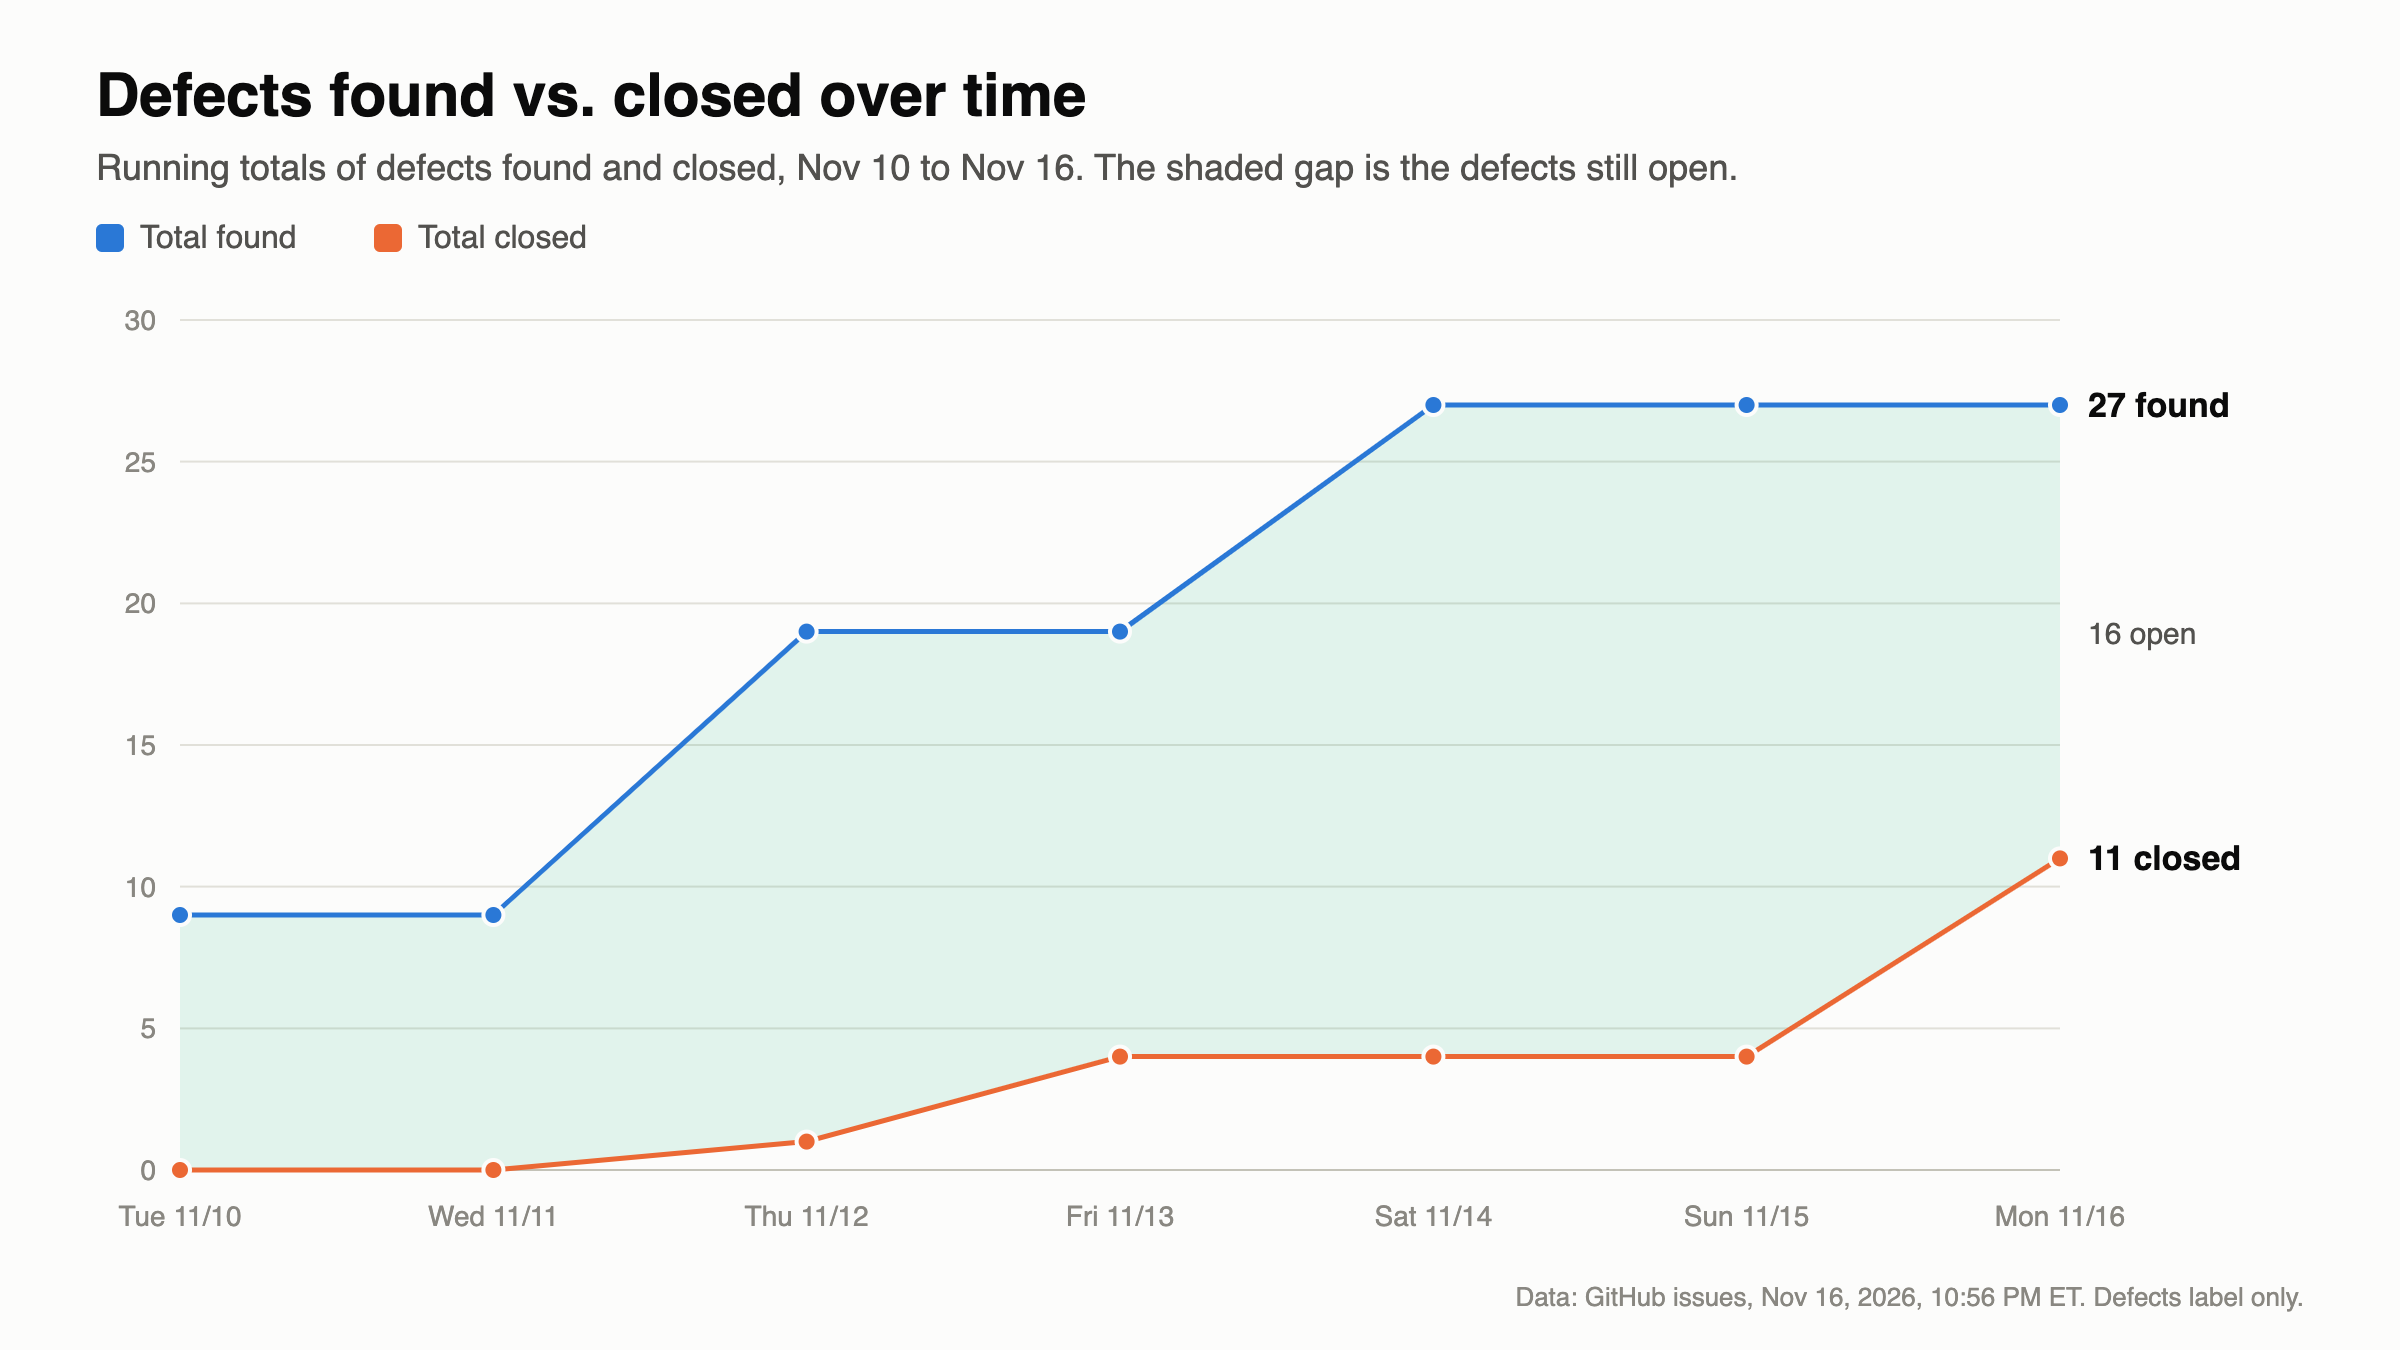 Defects found vs. closed over time
Running totals of defects found and closed, Nov 10 to Nov 16. The shaded gap is the defects still open.
Total found Total closed
30
27 found
25
20
16 open
15
11 closed
10
5
0
Tue 11/10 Wed 11/11 Thu 11/12 Fri 11/13 Sat 11/14 Sun 11/15 Mon 11/16
Data: GitHub issues, Nov 16, 2026, 10:56 PM ET. Defects label only.